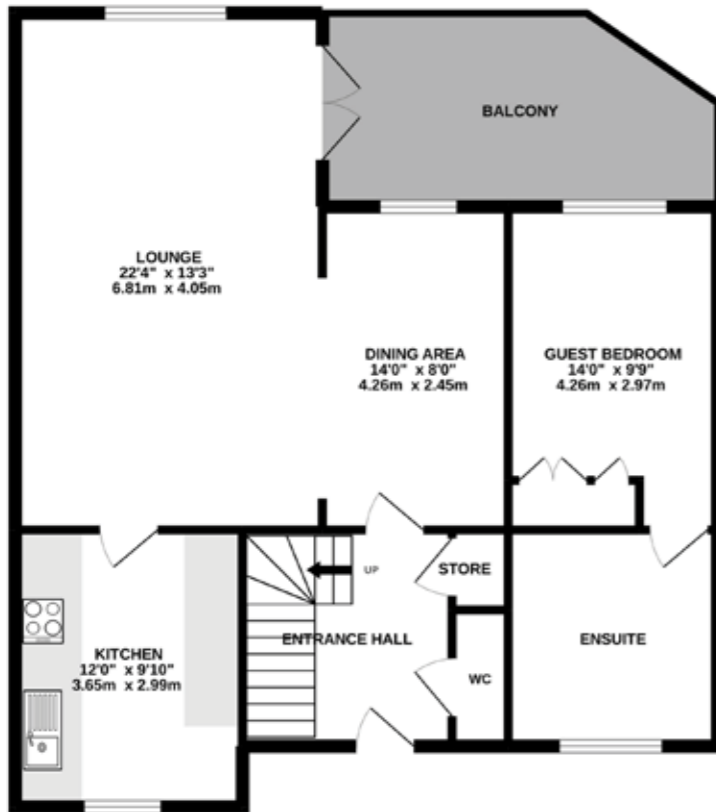 BALCONY
LOUNGE
22'4" x 13'3"
6.81m x 4.05m
DINING AREA
14'0" x 8'0"
4.26m x 2.45m
GUEST BEDROOM
14'0" x 9'9"
4.26m x 2.97m
UP
STORE
ENTRANCE HALL
ENSUITE
KITCHEN
12'0" x 9'10"
3.65m x 2.99m
WC